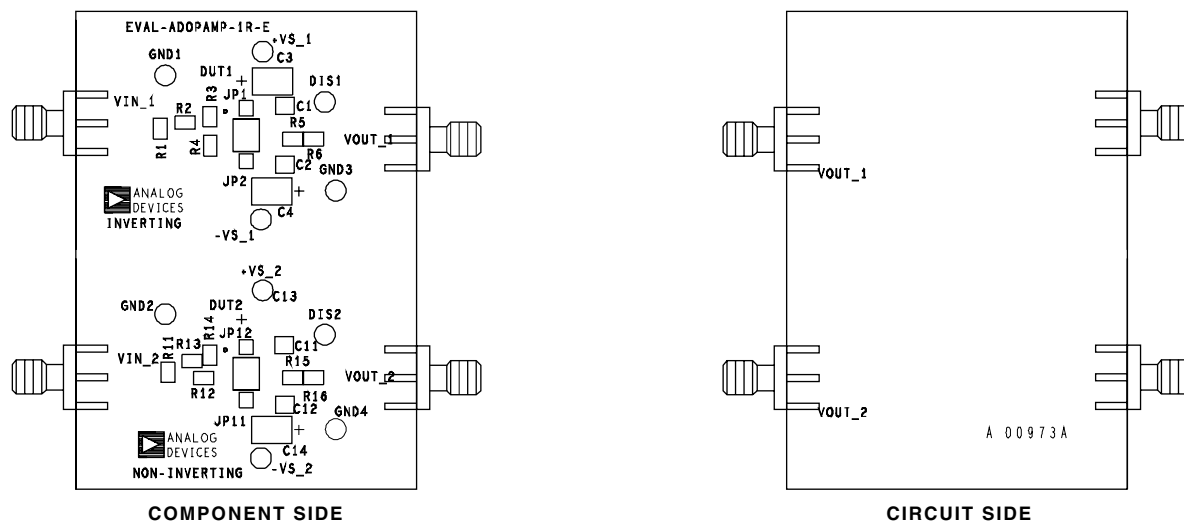 EVAL-ADOPAMP-1R-E
+VS_1
GND1
C3
DUT1
+
DIS1
JP1
VIN_1
R3
R2
C1
R5
VOUT_1
R1
R4
R6
C2
GND3
JP2
+
C4
ANALOG
DEVICES
INVERTING
-VS_1
+VS_2
C13
GND2
DUT2
+
DIS2
R14
JP12
VIN_2
R11
R13
C11
R15
VOUT_2
R12
R16
C12
GND4
JP11
+
C14
ANALOG
DEVICES
NON-INVERTING
-VS_2
COMPONENT SIDE
VOUT_1
VOUT_2
A 00973A
CIRCUIT SIDE